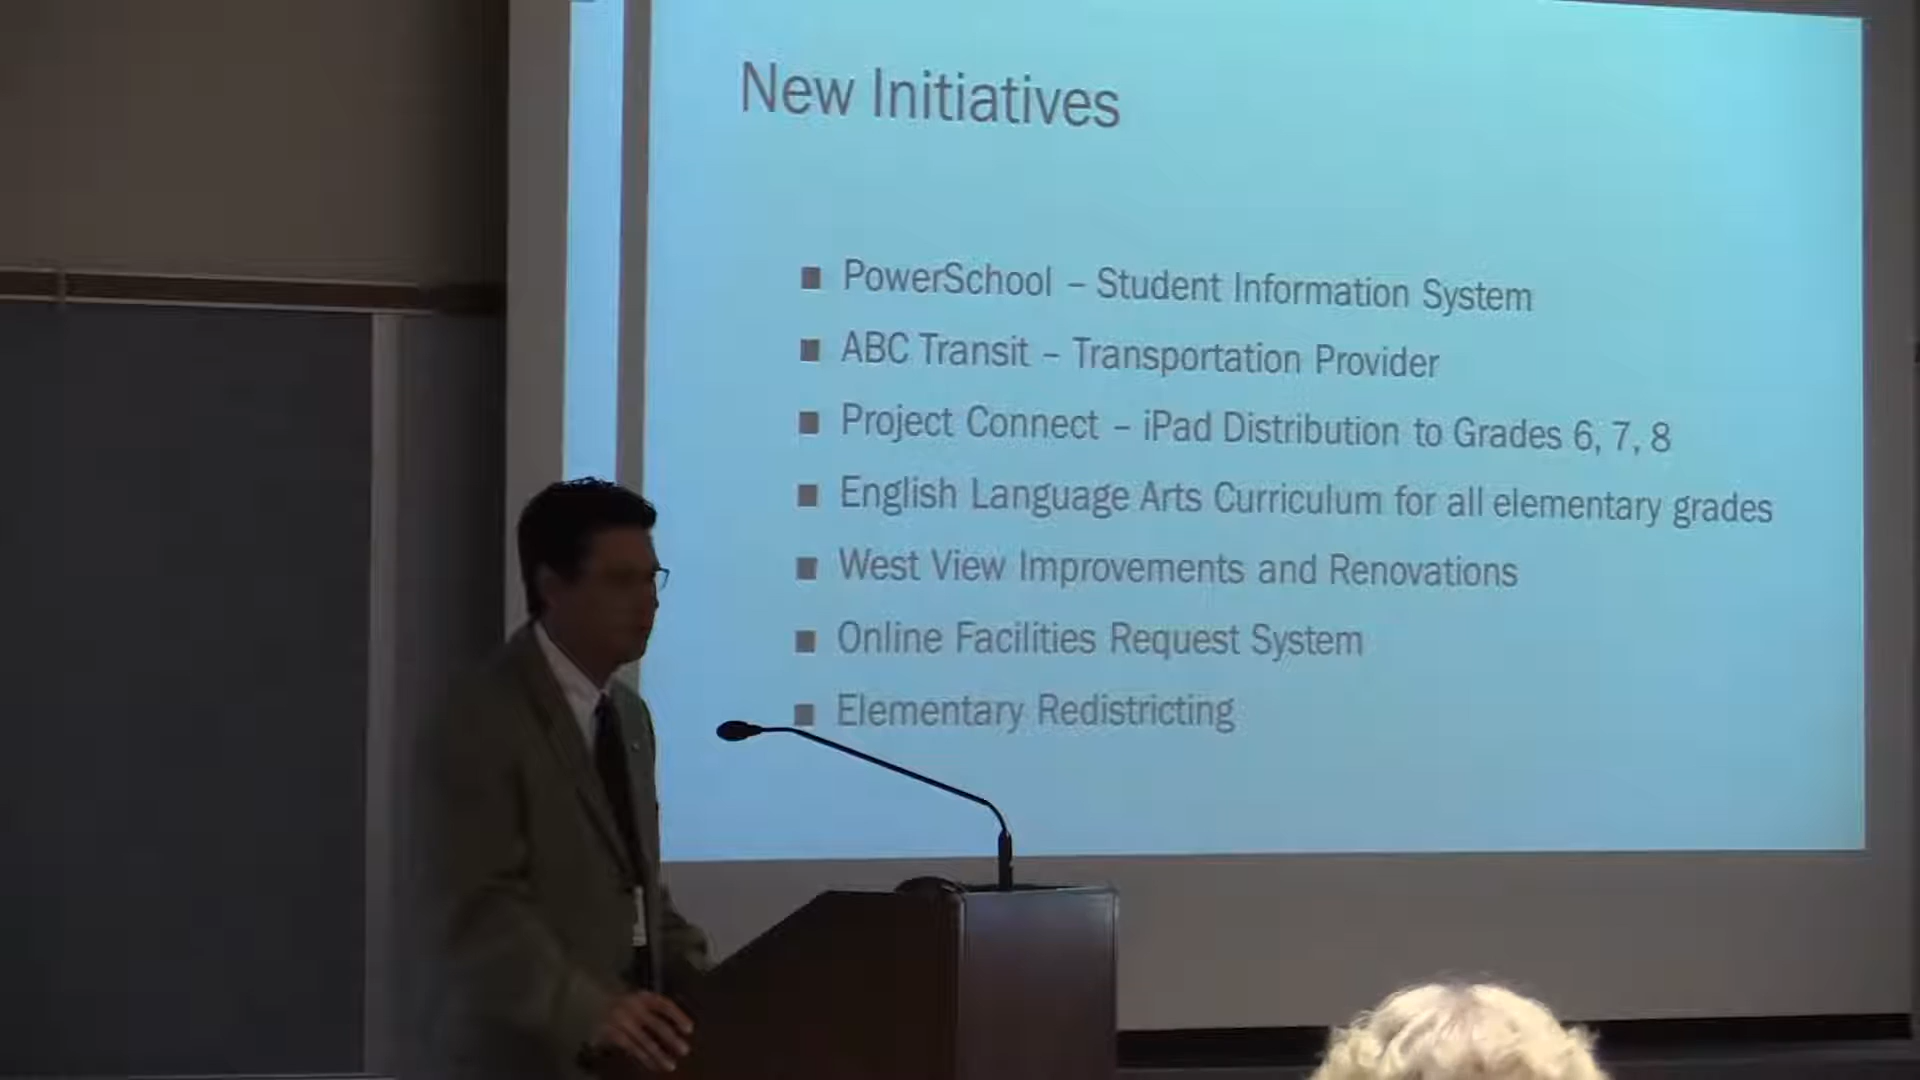 New Initiatives
■ PowerSchool – Student Information System
■ ABC Transit – Transportation Provider
■ Project Connect – iPad Distribution to Grades 6, 7, 8
■ English Language Arts Curriculum for all elementary grades
■ West View Improvements and Renovations
■ Online Facilities Request System
■ Elementary Redistricting